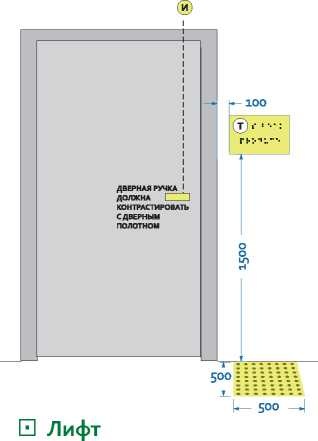 И
100
Т
ДВЕРНАЯ РУЧКА
ДОЛЖНА
КОНТРАСТИРОВАТЬ
С ДВЕРНЫМ
ПОЛОТНОМ
1500
500
500
Лифт